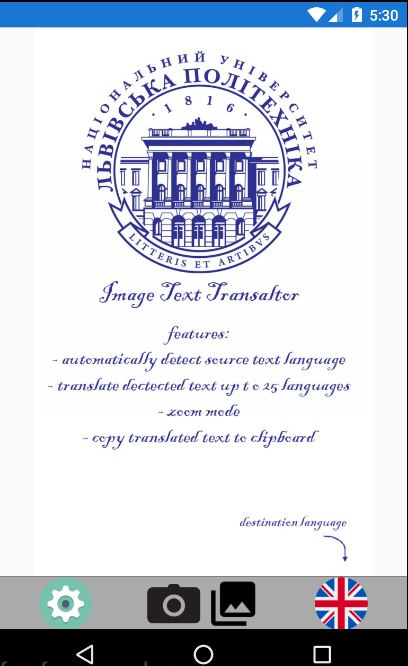 5:30
НАЦІОНАЛЬНИЙ УНІВЕРСИТЕТ
ЛЬВІВСЬКА ПОЛІТЕХНІКА
· 1 8 1 6 ·
LITTERIS ET ARTIBVS
Image Text Transaltor
features:
- automatically detect source text language
- translate dectected text up t o 25 languages
- zoom mode
- copy translated text to clipboard
destination language